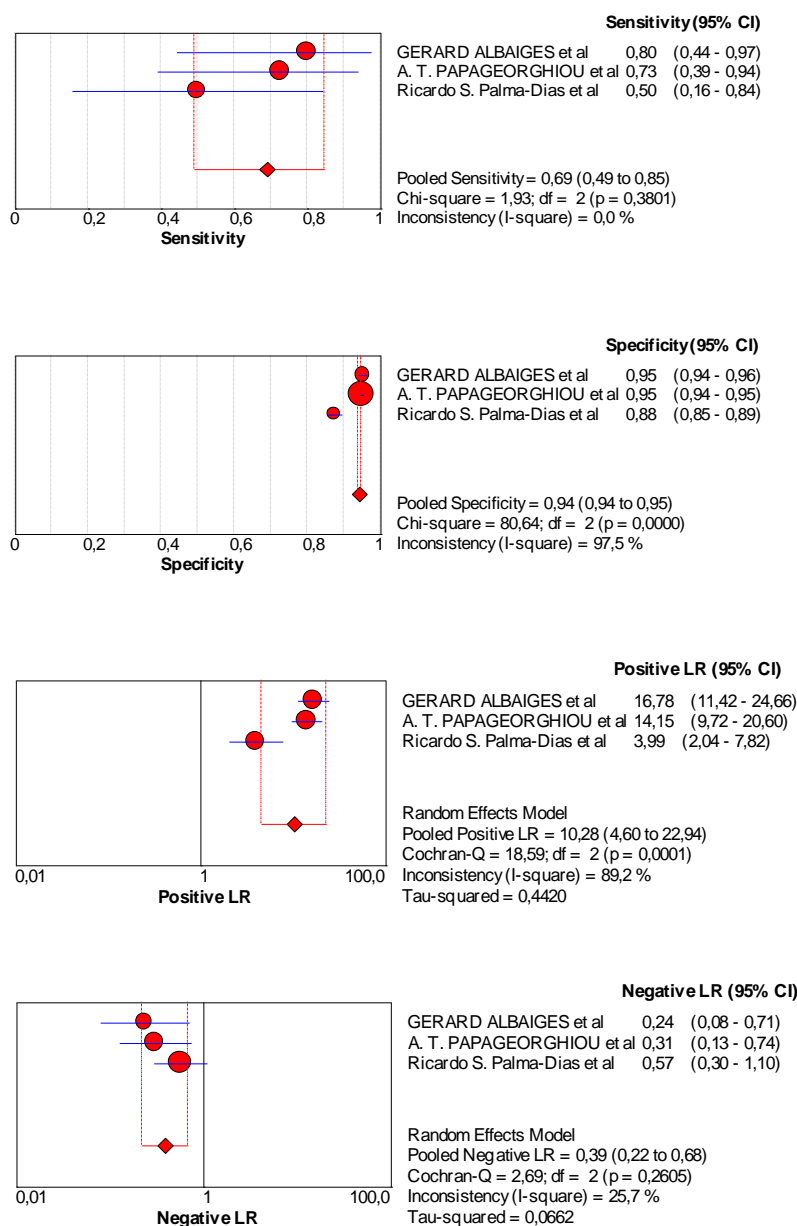 Sensitivity (95% CI)
GERARD ALBAIGES et al 0,80 (0,44 - 0,97)
A. T. PAPAGEORGHIOU et al 0,73 (0,39 - 0,94)
Ricardo S. Palma-Dias et al 0,50 (0,16 - 0,84)
Pooled Sensitivity = 0,69 (0,49 to 0,85)
Chi-square = 1,93; df = 2 (p = 0,3801)
Inconsistency (I-square) = 0,0 %
0 0,2 0,4 0,6 0,8 1
Sensitivity
Specificity (95% CI)
GERARD ALBAIGES et al 0,95 (0,94 - 0,96)
A. T. PAPAGEORGHIOU et al 0,95 (0,94 - 0,95)
Ricardo S. Palma-Dias et al 0,88 (0,85 - 0,89)
Pooled Specificity = 0,94 (0,94 to 0,95)
Chi-square = 80,64; df = 2 (p = 0,0000)
Inconsistency (I-square) = 97,5 %
0 0,2 0,4 0,6 0,8 1
Specificity
Positive LR (95% CI)
GERARD ALBAIGES et al 16,78 (11,42 - 24,66)
A. T. PAPAGEORGHIOU et al 14,15 (9,72 - 20,60)
Ricardo S. Palma-Dias et al 3,99 (2,04 - 7,82)
Random Effects Model
Pooled Positive LR = 10,28 (4,60 to 22,94)
Cochran-Q = 18,59; df = 2 (p = 0,0001)
Inconsistency (I-square) = 89,2 %
Tau-squared = 0,4420
0,01 1 100,0
Positive LR
Negative LR (95% CI)
GERARD ALBAIGES et al 0,24 (0,08 - 0,71)
A. T. PAPAGEORGHIOU et al 0,31 (0,13 - 0,74)
Ricardo S. Palma-Dias et al 0,57 (0,30 - 1,10)
Random Effects Model
Pooled Negative LR = 0,39 (0,22 to 0,68)
Cochran-Q = 2,69; df = 2 (p = 0,2605)
Inconsistency (I-square) = 25,7 %
Tau-squared = 0,0662
0,01 1 100,0
Negative LR